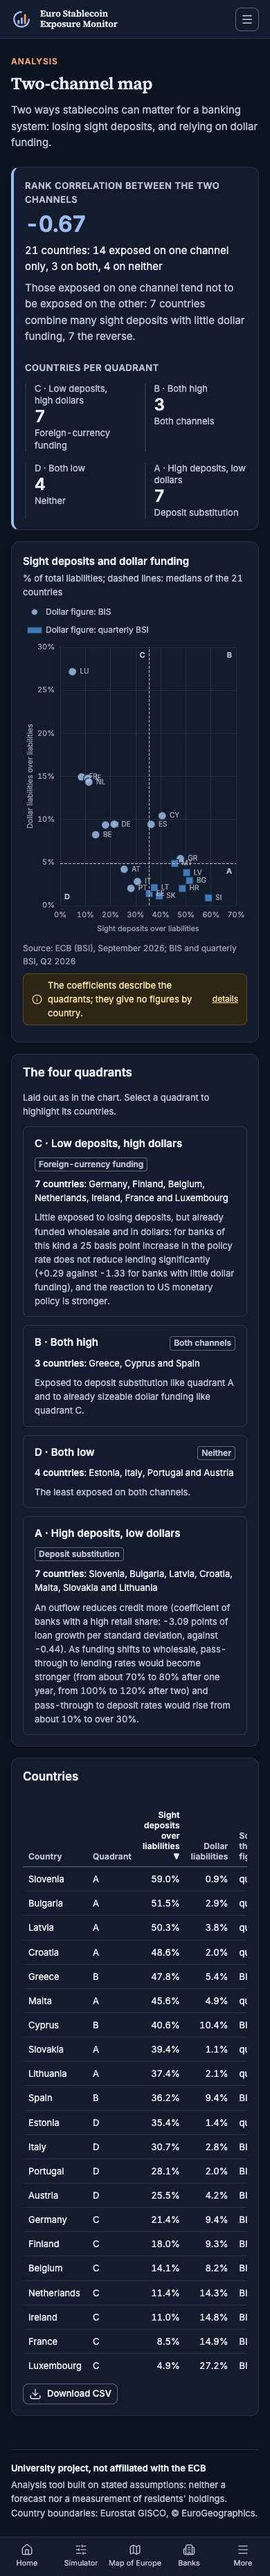 Euro Stablecoin
Exposure Monitor
ANALYSIS
Two-channel map
Two ways stablecoins can matter for a banking
system: losing sight deposits, and relying on dollar
funding.
RANK CORRELATION BETWEEN THE TWO
CHANNELS
-0.67
21 countries: 14 exposed on one channel
only, 3 on both, 4 on neither
Those exposed on one channel tend not to
be exposed on the other: 7 countries
combine many sight deposits with little dollar
funding, 7 the reverse.
COUNTRIES PER QUADRANT
C · Low deposits,
high dollars
7
Foreign-currency
funding
B · Both high
3
Both channels
D · Both low
4
Neither
A · High deposits, low
dollars
7
Deposit substitution
Sight deposits and dollar funding
% of total liabilities; dashed lines: medians of the 21
countries
Dollar figure: BIS
Dollar figure: quarterly BSI
30%
25%
20%
15%
10%
5%
0%
Dollar liabilities over liabilities
C
B
A
D
LU
FR
IE
NL
DE
BE
CY
ES
GR
MT
AT
LV
IT
BG
PT
LT
HR
EE
SK
SI
0% 10% 20% 30% 40% 50% 60% 70%
Sight deposits over liabilities
Source: ECB (BSI), September 2026; BIS and quarterly
BSI, Q2 2026
The coefficients describe the
quadrants; they give no figures by
country.
details
The four quadrants
Laid out as in the chart. Select a quadrant to
highlight its countries.
C · Low deposits, high dollars
Foreign-currency funding
7 countries: Germany, Finland, Belgium,
Netherlands, Ireland, France and Luxembourg
Little exposed to losing deposits, but already
funded wholesale and in dollars: for banks of
this kind a 25 basis point increase in the policy
rate does not reduce lending significantly
(+0.29 against -1.33 for banks with little dollar
funding), and the reaction to US monetary
policy is stronger.
B · Both high
Both channels
3 countries: Greece, Cyprus and Spain
Exposed to deposit substitution like quadrant A
and to already sizeable dollar funding like
quadrant C.
D · Both low
Neither
4 countries: Estonia, Italy, Portugal and Austria
The least exposed on both channels.
A · High deposits, low dollars
Deposit substitution
7 countries: Slovenia, Bulgaria, Latvia, Croatia,
Malta, Slovakia and Lithuania
An outflow reduces credit more (coefficient of
banks with a high retail share: -3.09 points of
loan growth per standard deviation, against
-0.44). As funding shifts to wholesale, pass-
through to lending rates would become
stronger (from about 70% to 80% after one
year, from 100% to 120% after two) and
pass-through to deposit rates would rise from
about 10% to over 30%.
Countries
Country Quadrant Sight deposits over liabilities ▼ Dollar liabilities
Slovenia A 59.0% 0.9% qu
Bulgaria A 51.5% 2.9% qu
Latvia A 50.3% 3.8% qu
Croatia A 48.6% 2.0% qu
Greece B 47.8% 5.4% BI
Malta A 45.6% 4.9% qu
Cyprus B 40.6% 10.4% BI
Slovakia A 39.4% 1.1% qu
Lithuania A 37.4% 2.1% qu
Spain B 36.2% 9.4% BI
Estonia D 35.4% 1.4% qu
Italy D 30.7% 2.8% BI
Portugal D 28.1% 2.0% BI
Austria D 25.5% 4.2% BI
Germany C 21.4% 9.4% BI
Finland C 18.0% 9.3% BI
Belgium C 14.1% 8.2% BI
Netherlands C 11.4% 14.3% BI
Ireland C 11.0% 14.8% BI
France C 8.5% 14.9% BI
Luxembourg C 4.9% 27.2% BI
Download CSV
University project, not affiliated with the ECB
Analysis tool built on stated assumptions: neither a
forecast nor a measurement of residents' holdings.
Country boundaries: Eurostat GISCO, © EuroGeographics.
Home
Simulator
Map of Europe
Banks
More